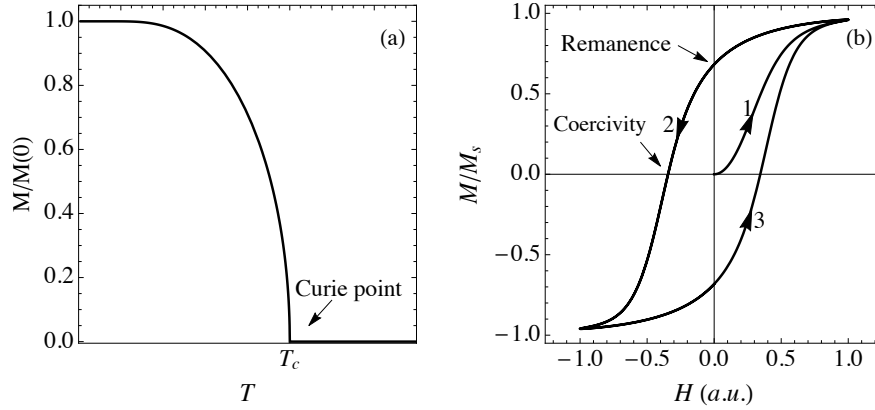 1.0
0.8
0.6
0.4
0.2
0.0
M/M(0)
(a)
Curie point
T_c
T
1.0
0.5
0.0
−0.5
−1.0
M/M_s
(b)
Remanence
Coercivity
1
2
3
−1.0 −0.5 0.0 0.5 1.0
H (a.u.)